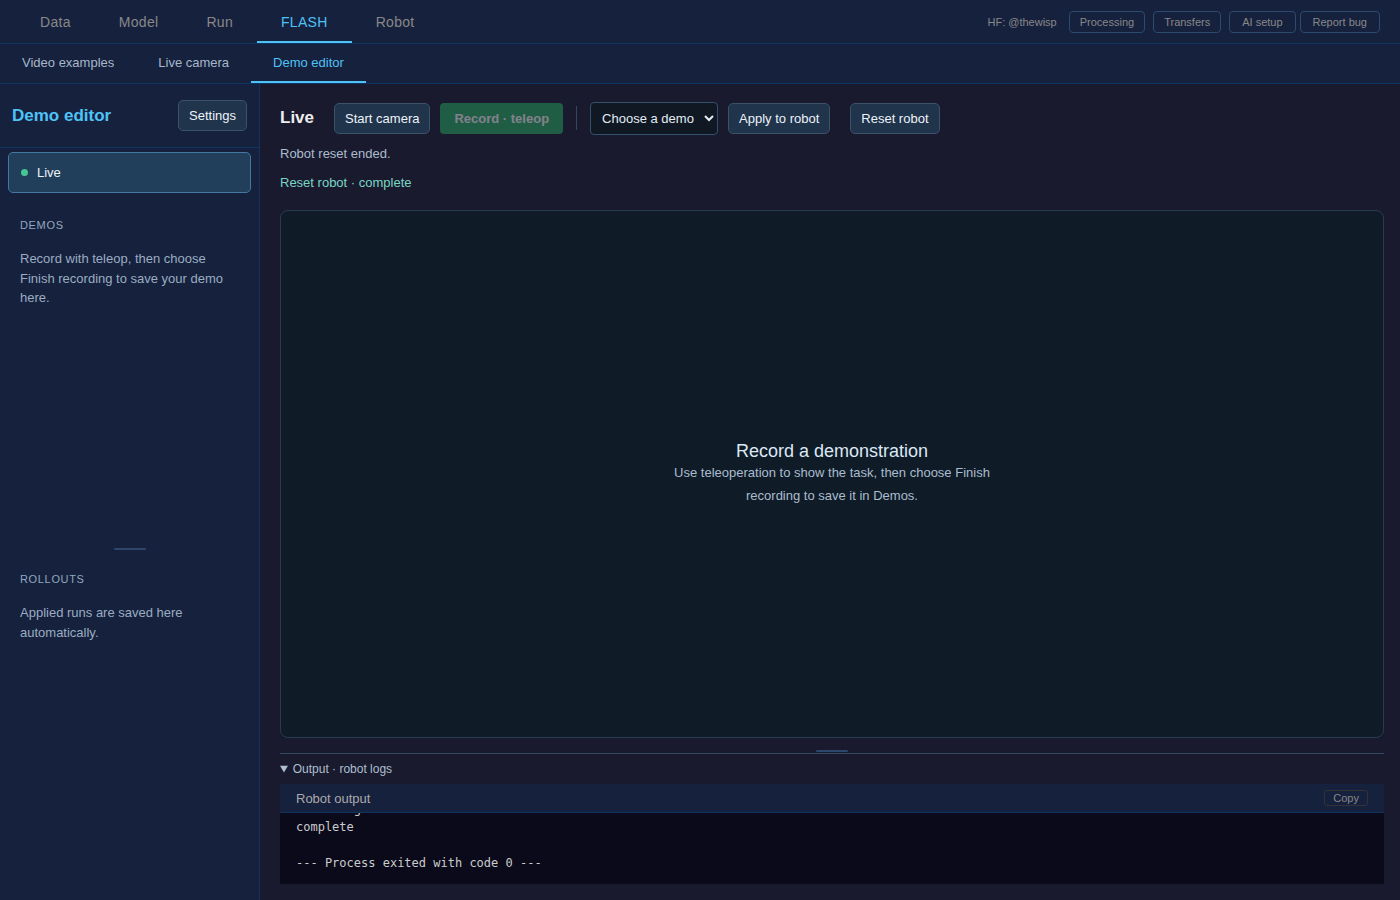 Data
Model
Run
FLASH
Robot
HF: @thewisp
Processing
Transfers
AI setup
Report bug
Video examples
Live camera
Demo editor
Demo editor
Settings
Live
DEMOS
Record with teleop, then choose
Finish recording to save your demo
here.
ROLLOUTS
Applied runs are saved here
automatically.
Live
Start camera
Record · teleop
Choose a demo
Apply to robot
Reset robot
Robot reset ended.
Reset robot · complete
Record a demonstration
Use teleoperation to show the task, then choose Finish
recording to save it in Demos.
Output · robot logs
Robot output
Copy
complete
--- Process exited with code 0 ---